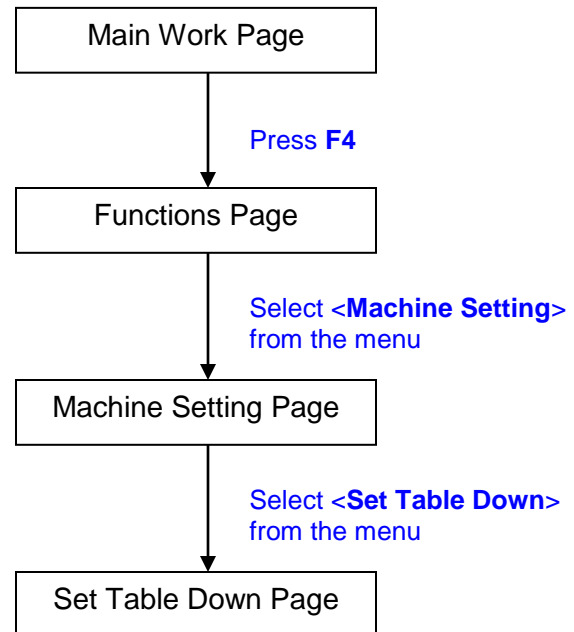 Main Work Page
Press F4
Functions Page
Select <Machine Setting>
from the menu
Machine Setting Page
Select <Set Table Down>
from the menu
Set Table Down Page